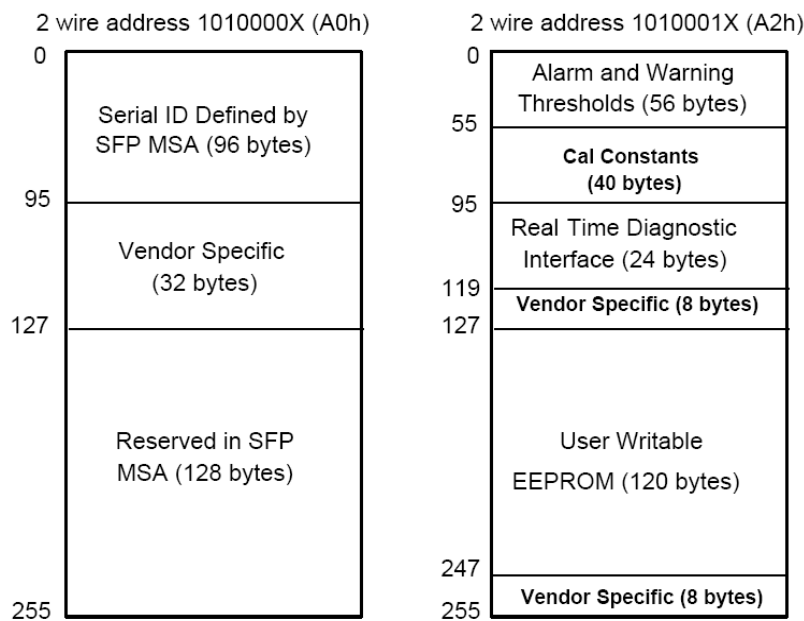 2 wire address 1010000X (A0h)
0
Serial ID Defined by
SFP MSA (96 bytes)
95
Vendor Specific
(32 bytes)
127
Reserved in SFP
MSA (128 bytes)
255
2 wire address 1010001X (A2h)
0
Alarm and Warning
Thresholds (56 bytes)
55
Cal Constants
(40 bytes)
95
Real Time Diagnostic
Interface (24 bytes)
119
Vendor Specific (8 bytes)
127
User Writable
EEPROM (120 bytes)
247
Vendor Specific (8 bytes)
255